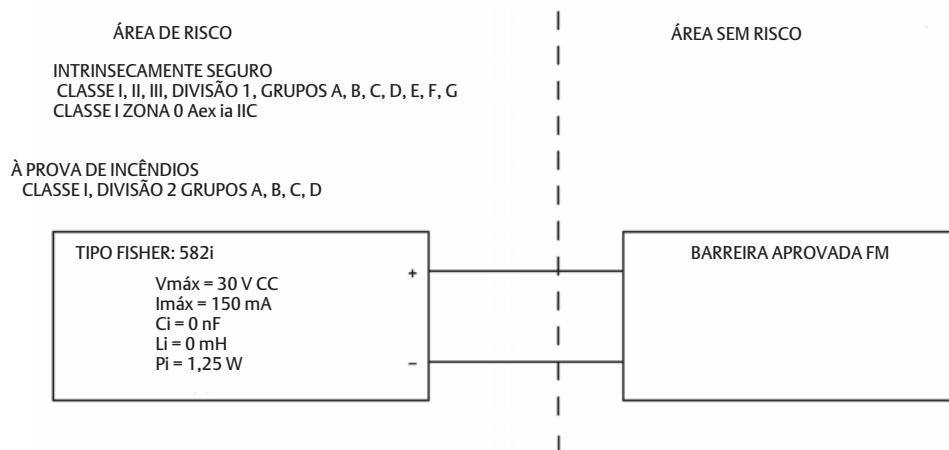 ÁREA DE RISCO
ÁREA SEM RISCO
INTRINSECAMENTE SEGURO
CLASSE I, II, III, DIVISÃO 1, GRUPOS A, B, C, D, E, F, G
CLASSE I ZONA 0 Aex ia IIC
À PROVA DE INCÊNDIOS
CLASSE I, DIVISÃO 2 GRUPOS A, B, C, D
TIPO FISHER: 582i
Vmáx = 30 V CC
Imáx = 150 mA
Ci = 0 nF
Li = 0 mH
Pi = 1,25 W
+
−
BARREIRA APROVADA FM